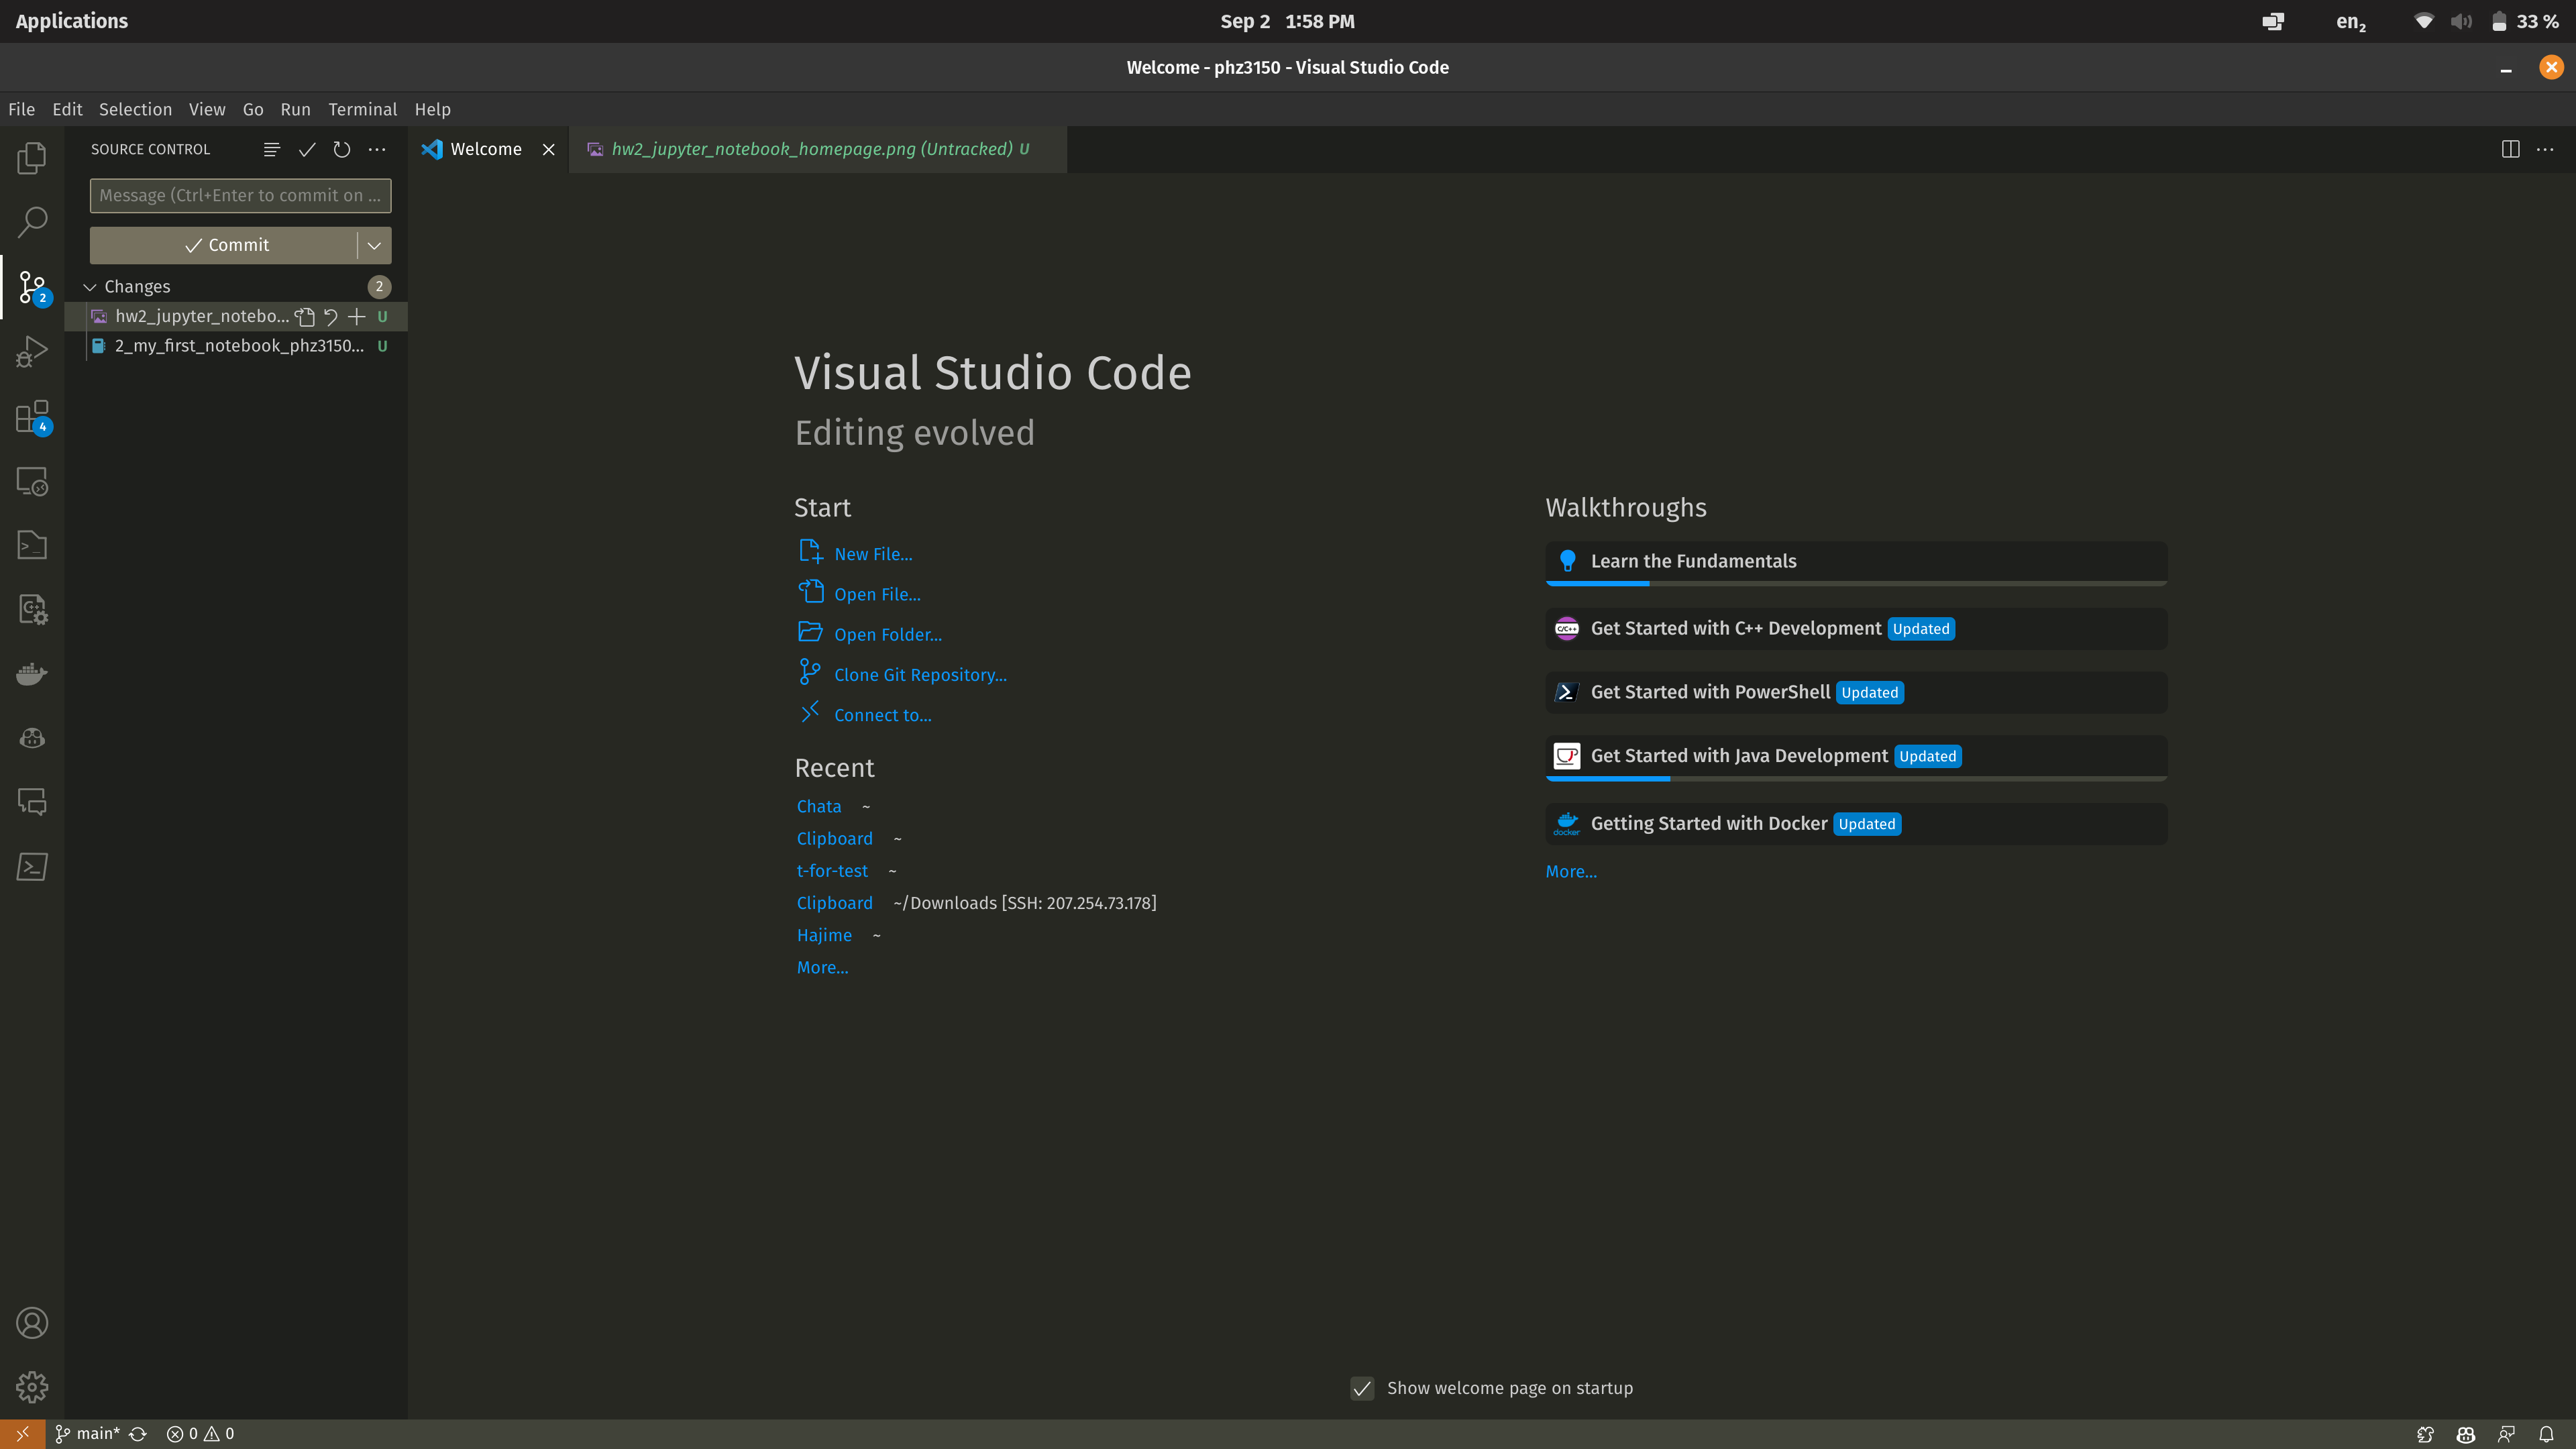 Applications
Sep 2 1:58 PM
en2
33 %
Welcome - phz3150 - Visual Studio Code
File Edit Selection View Go Run Terminal Help
SOURCE CONTROL
Welcome
hw2_jupyter_notebook_homepage.png (Untracked) U
Message (Ctrl+Enter to commit on ...
Commit
Changes 2
hw2_jupyter_notebo... U
2_my_first_notebook_phz3150... U
2
4
Visual Studio Code
Editing evolved
Start
New File...
Open File...
Open Folder...
Clone Git Repository...
Connect to...
Recent
Chata ~
Clipboard ~
t-for-test ~
Clipboard ~/Downloads [SSH: 207.254.73.178]
Hajime ~
More...
Walkthroughs
Learn the Fundamentals
C/C++ Get Started with C++ Development Updated
Get Started with PowerShell Updated
Get Started with Java Development Updated
docker Getting Started with Docker Updated
More...
Show welcome page on startup
main* 0 0